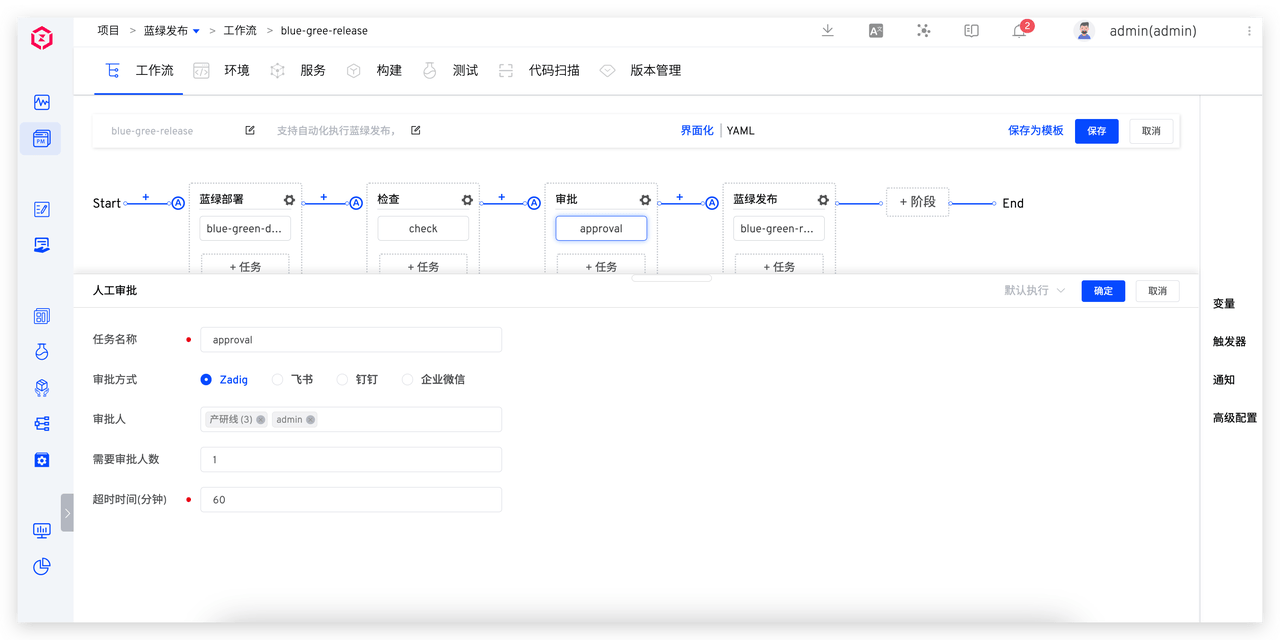 项目 > 蓝绿发布 > 工作流 > blue-gree-release
2
admin(admin)
工作流 环境 服务 构建 测试 代码扫描 版本管理
blue-gree-release 支持自动化执行蓝绿发布, 界面化 | YAML 保存为模板 保存 取消
Start 蓝绿部署 检查 审批 蓝绿发布 + 阶段 End
blue-green-d... check approval blue-green-r...
+ 任务 + 任务 + 任务 + 任务
人工审批 默认执行 确定 取消
任务名称 approval
审批方式 Zadig 飞书 钉钉 企业微信
审批人 产研线 (3) admin
需要审批人数 1
超时时间(分钟) 60
变量
触发器
通知
高级配置